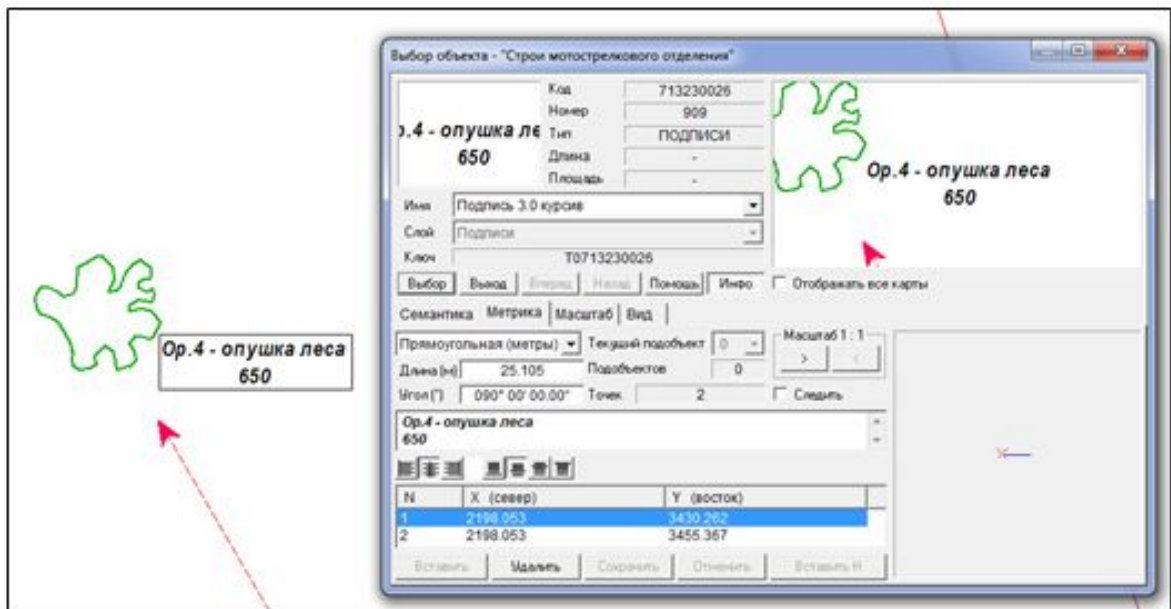 Ор.4 - опушка леса
650
Выбор объекта - "Строи мотострелкового отделения"
р.4 - опушка ле
650
Код 713230026
Номер 909
Тип ПОДПИСИ
Длина -
Площадь -
Ор.4 - опушка леса
650
Имя Подпись 3.0 курсив
Слой Подписи
Ключ T0713230026
Выбор Выход Вперед Назад Помощь Инфо Отображать все карты
Семантика Метрика Масштаб Вид
Прямоугольная (метры) Текущий подобъект 0 Масштаб 1 : 1
Длина (м) 25.105 Подобъектов 0 > <
Угол (°) 090° 00' 00.00" Точек 2 Следить
Ор.4 - опушка леса
650
N X (север) Y (восток)
1 2198.053 3430.262
2 2198.053 3455.367
Вставить Удалить Сохранить Отменить Вставить Н